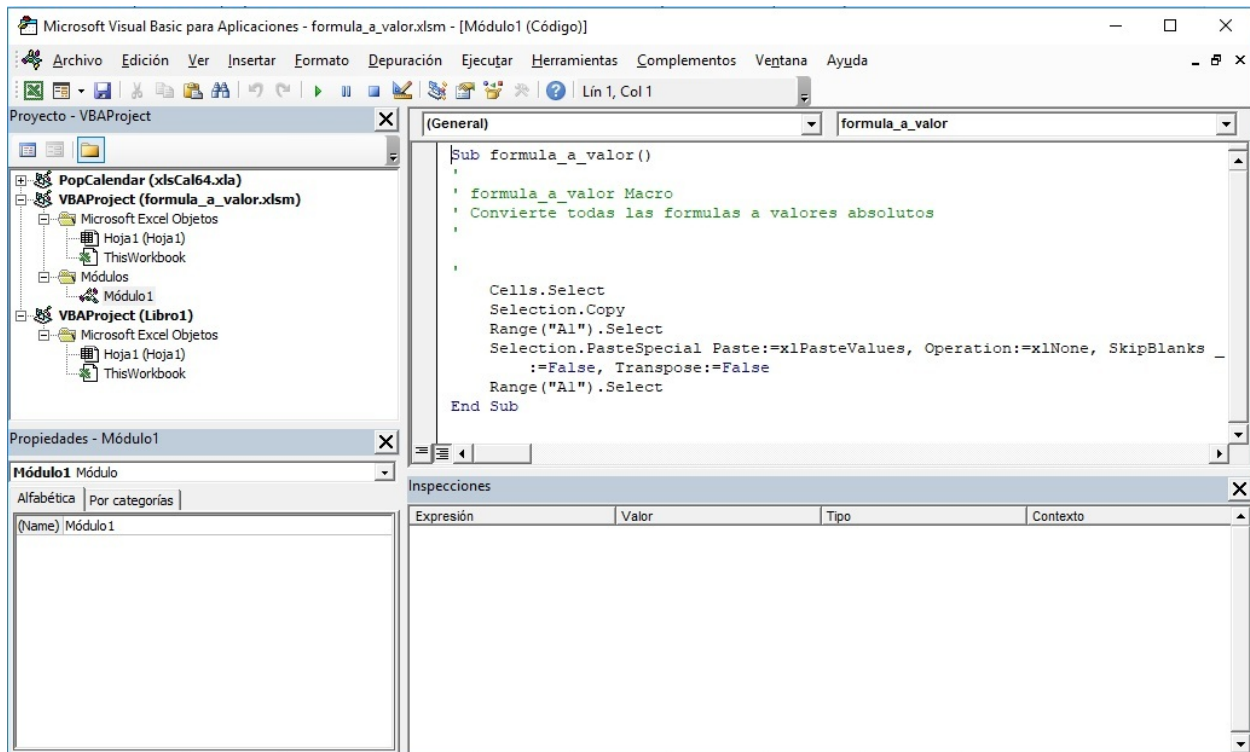 Microsoft Visual Basic para Aplicaciones - formula_a_valor.xlsm - [Módulo1 (Código)]
Archivo Edición Ver Insertar Formato Depuración Ejecutar Herramientas Complementos Ventana Ayuda
Lín 1, Col 1
Proyecto - VBAProject
PopCalendar (xlsCal64.xla)
VBAProject (formula_a_valor.xlsm)
Microsoft Excel Objetos
Hoja1 (Hoja1)
ThisWorkbook
Módulos
Módulo1
VBAProject (Libro1)
Microsoft Excel Objetos
Hoja1 (Hoja1)
ThisWorkbook
Propiedades - Módulo1
Módulo1 Módulo
Alfabética Por categorías
(Name) Módulo1
(General) formula_a_valor
Sub formula_a_valor()
'
' formula_a_valor Macro
' Convierte todas las formulas a valores absolutos
'
'
Cells.Select
Selection.Copy
Range("A1").Select
Selection.PasteSpecial Paste:=xlPasteValues, Operation:=xlNone, SkipBlanks _
:=False, Transpose:=False
Range("A1").Select
End Sub
Inspecciones
Expresión Valor Tipo Contexto